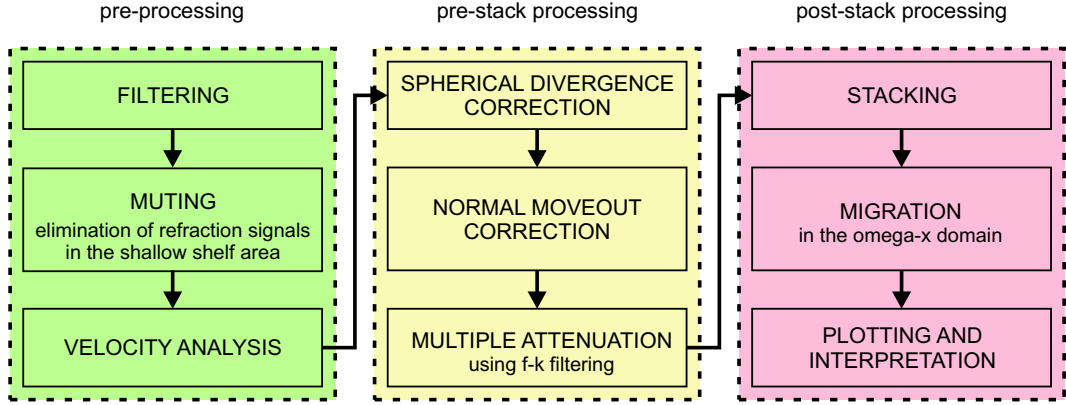 pre-processing
FILTERING
MUTING
elimination of refraction signals
in the shallow shelf area
VELOCITY ANALYSIS
pre-stack processing
SPHERICAL DIVERGENCE
CORRECTION
NORMAL MOVEOUT
CORRECTION
MULTIPLE ATTENUATION
using f-k filtering
post-stack processing
STACKING
MIGRATION
in the omega-x domain
PLOTTING AND
INTERPRETATION